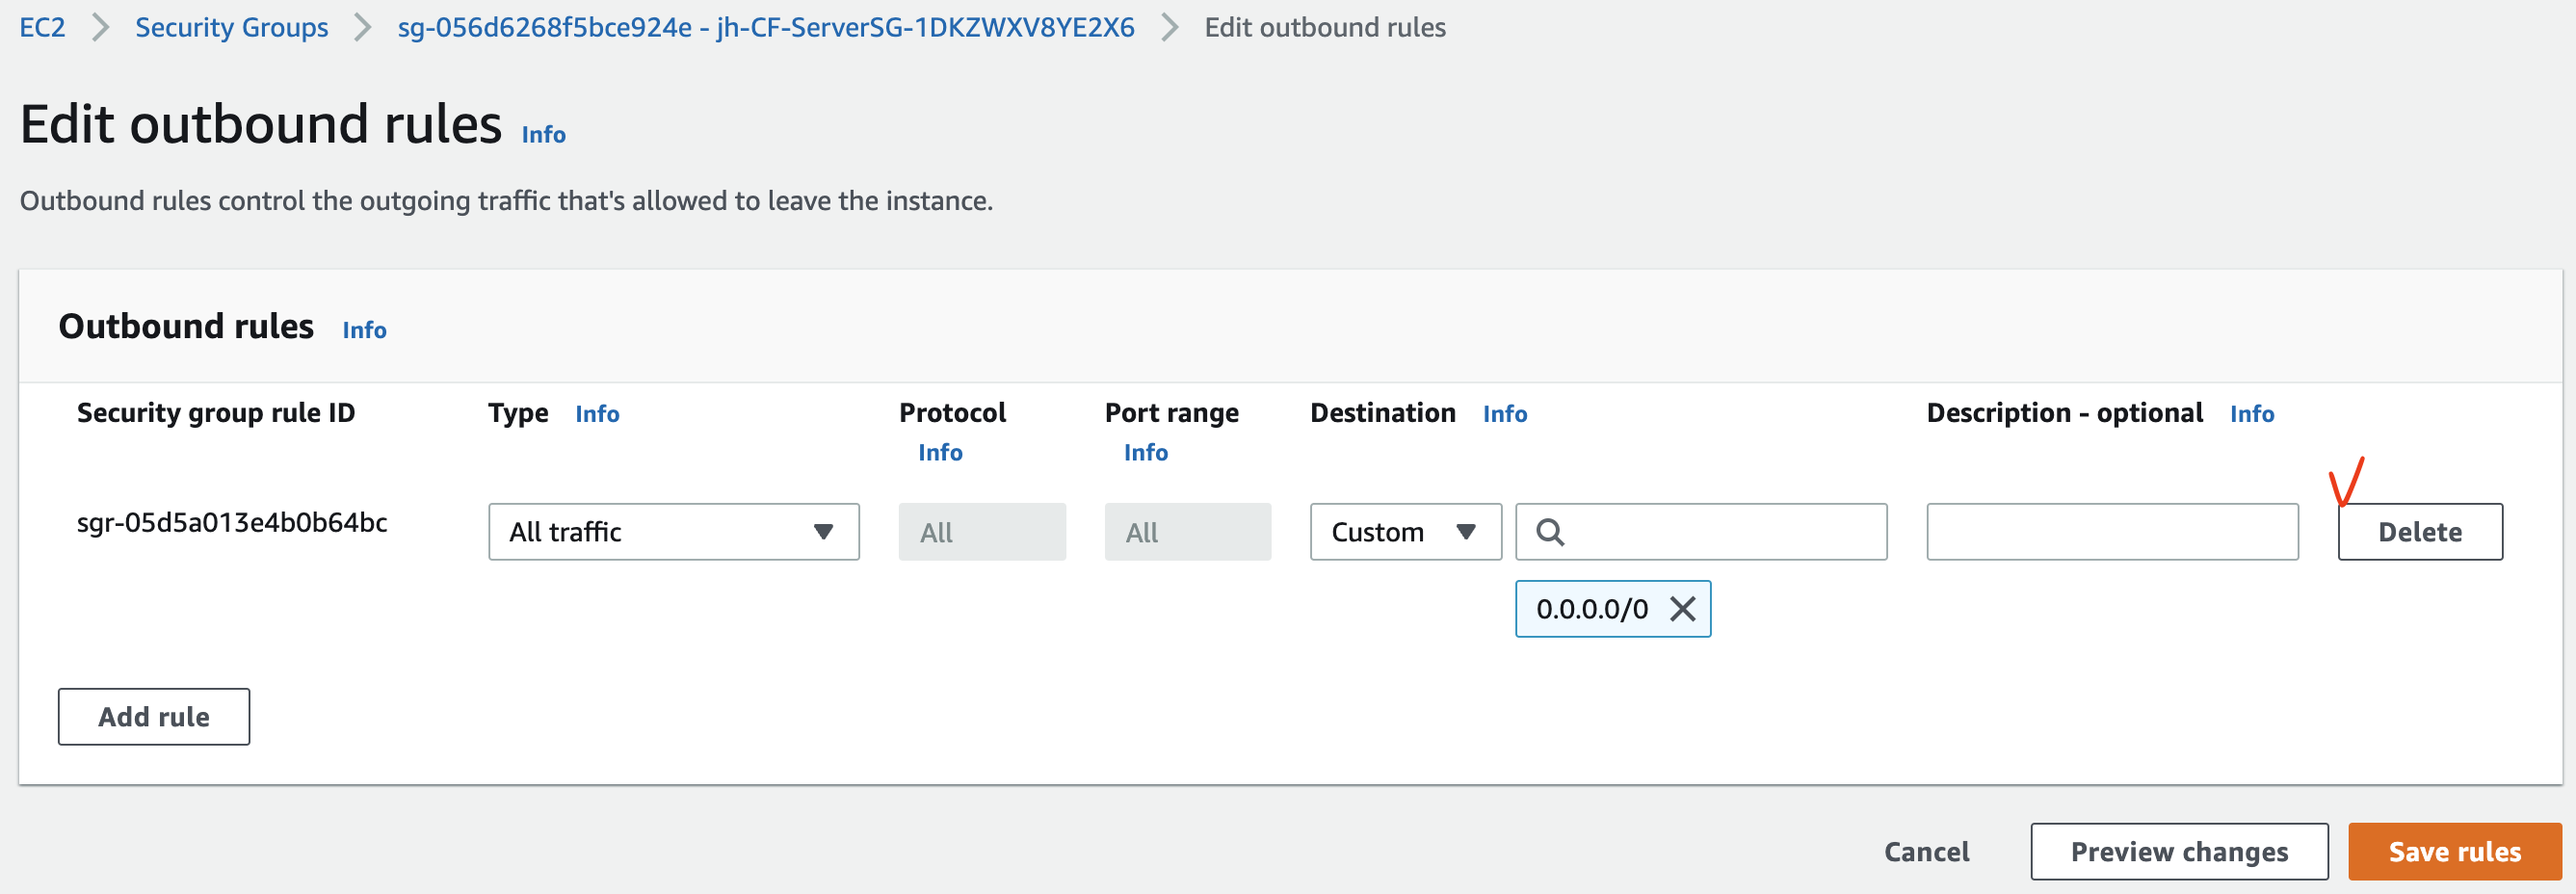 EC2 > Security Groups > sg-056d6268f5bce924e - jh-CF-ServerSG-1DKZWXV8YE2X6 > Edit outbound rules
Edit outbound rules Info
Outbound rules control the outgoing traffic that's allowed to leave the instance.
Outbound rules Info
Security group rule ID Type Info Protocol Info Port range Info Destination Info Description - optional Info
sgr-05d5a013e4b0b64bc All traffic All All Custom Delete
0.0.0.0/0
Add rule
Cancel Preview changes Save rules